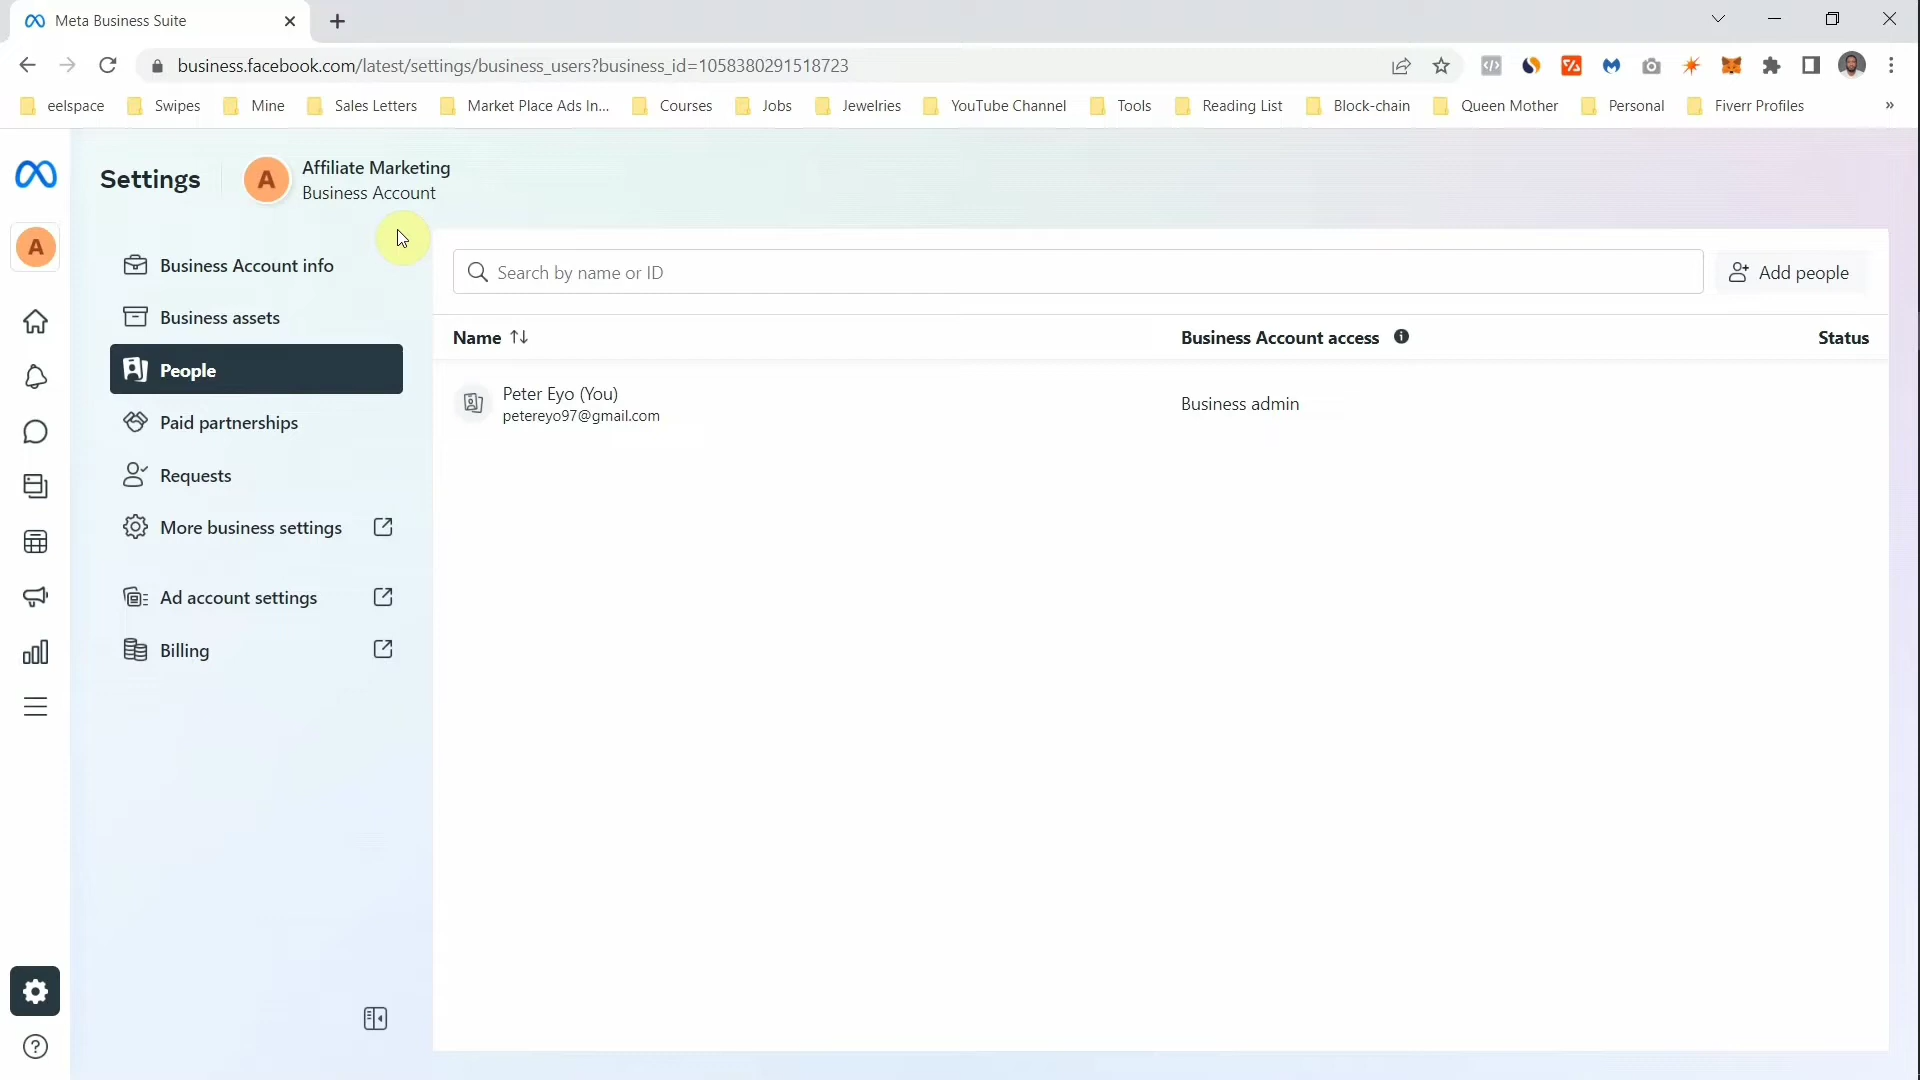 Meta Business Suite
business.facebook.com/latest/settings/business_users?business_id=1058380291518723
eelspace Swipes Mine Sales Letters Market Place Ads In... Courses Jobs Jewelries YouTube Channel Tools Reading List Block-chain Queen Mother Personal Fiverr Profiles »
Settings
A
Affiliate Marketing
Business Account
A
Business Account info
Business assets
People
Paid partnerships
Requests
More business settings
Ad account settings
Billing
Search by name or ID
Add people
Name Business Account access Status
Peter Eyo (You)
petereyo97@gmail.com
Business admin